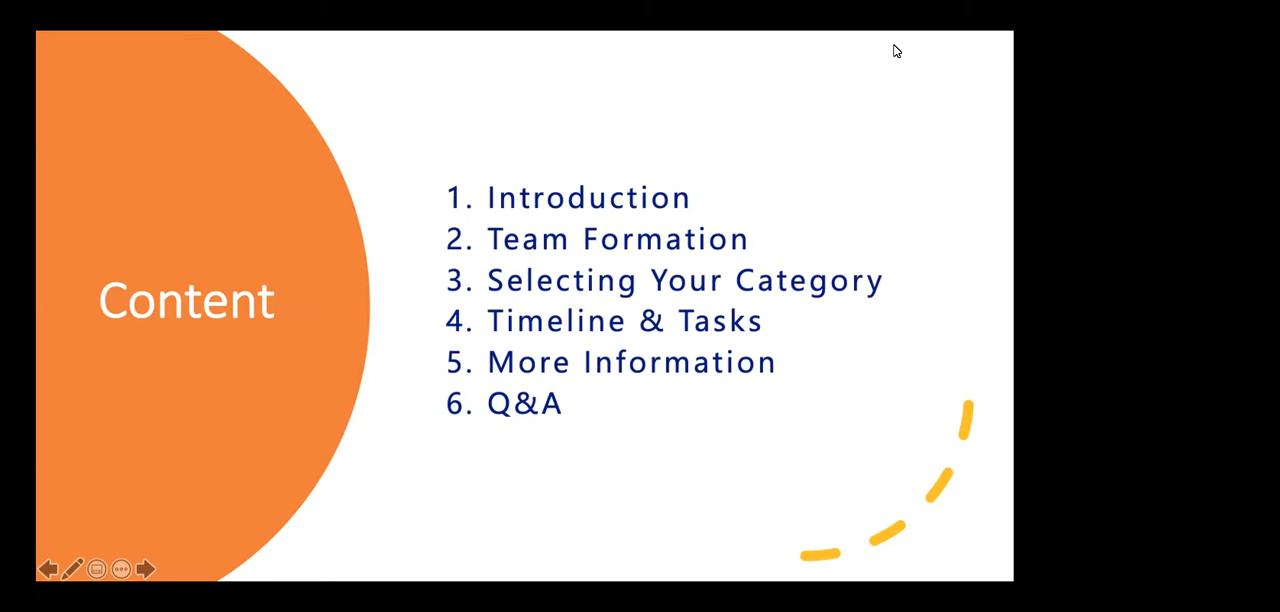 Content
1. Introduction
2. Team Formation
3. Selecting Your Category
4. Timeline & Tasks
5. More Information
6. Q&A